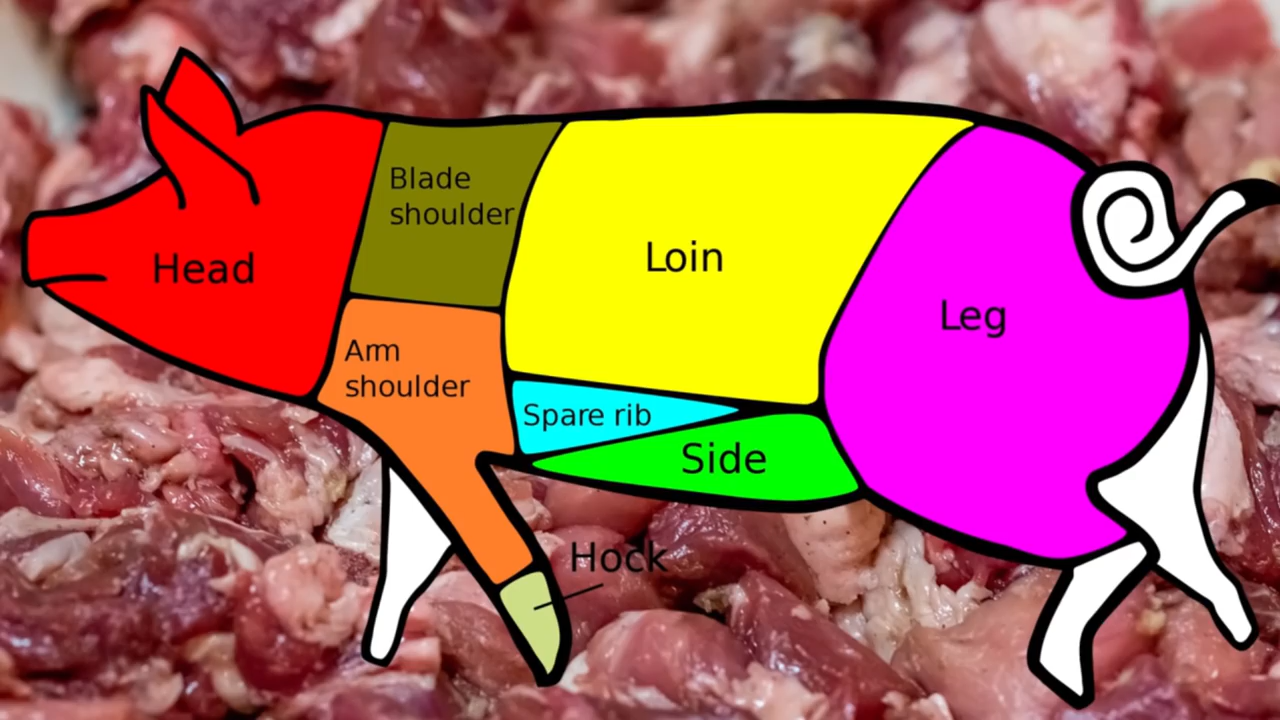 Blade
shoulder
Head
Loin
Leg
Arm
shoulder
Spare rib
Side
Hock